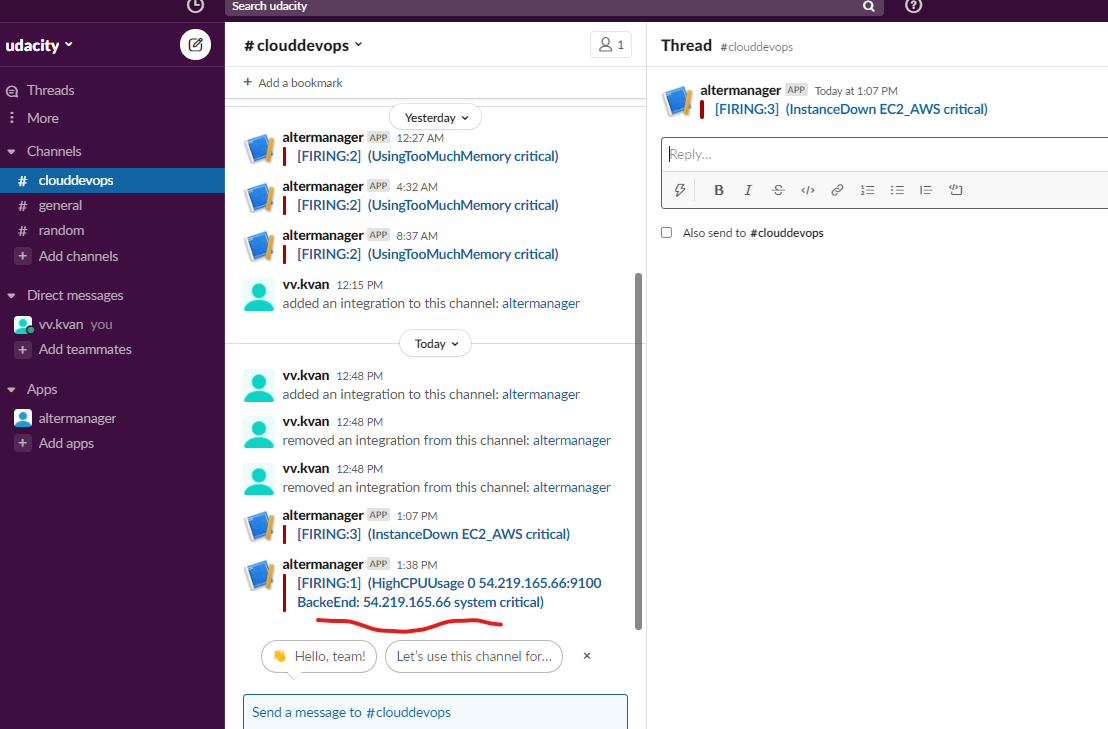 Search udacity
udacity
Threads
More
Channels
# clouddevops
# general
# random
+ Add channels
Direct messages
vv.kvan you
+ Add teammates
Apps
altermanager
+ Add apps
# clouddevops
1
+ Add a bookmark
Yesterday
altermanager APP 12:27 AM
[FIRING:2] (UsingTooMuchMemory critical)
altermanager APP 4:32 AM
[FIRING:2] (UsingTooMuchMemory critical)
altermanager APP 8:37 AM
[FIRING:2] (UsingTooMuchMemory critical)
vv.kvan 12:15 PM
added an integration to this channel: altermanager
Today
vv.kvan 12:48 PM
added an integration to this channel: altermanager
vv.kvan 12:48 PM
removed an integration from this channel: altermanager
vv.kvan 12:48 PM
removed an integration from this channel: altermanager
altermanager APP 1:07 PM
[FIRING:3] (InstanceDown EC2_AWS critical)
altermanager APP 1:38 PM
[FIRING:1] (HighCPUUsage 0 54.219.165.66:9100
BackeEnd: 54.219.165.66 system critical)
👋 Hello, team!
Let's use this channel for...
×
Send a message to #clouddevops
Thread #clouddevops
altermanager APP Today at 1:07 PM
[FIRING:3] (InstanceDown EC2_AWS critical)
Reply...
B I S </>
Also send to #clouddevops